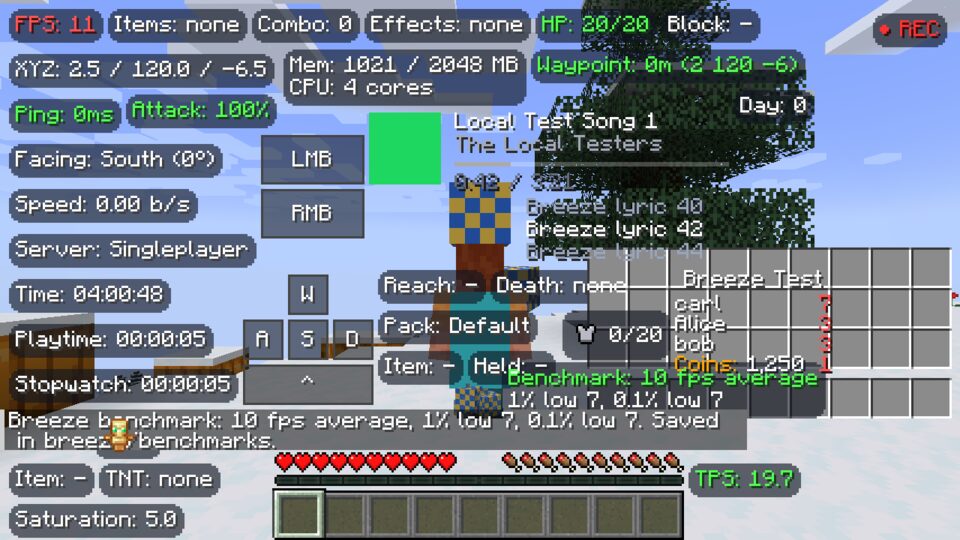 FPS: 11
Items: none
Combo: 0
Effects: none
HP: 20/20
Block: -
REC
XYZ: 2.5 / 120.0 / -6.5
Mem: 1021 / 2048 MB
CPU: 4 cores
Waypoint: 0m (2 120 -6)
Ping: 0ms
Attack: 100%
Day: 0
Local Test Song 1
The Local Testers
Facing: South (0°)
LMB
RMB
Speed: 0.00 b/s
Breeze lyric 40
Breeze lyric 42
Breeze lyric 44
Server: Singleplayer
Time: 04:00:48
W
A
S
D
^
Reach: -
Death: none
Breeze Test
carl 7
Alice 3
bob 3
Coins: 1,250 1
Playtime: 00:00:05
Pack: Default
0/20
Stopwatch: 00:00:05
Item: -
Held: -
Benchmark: 10 fps average
1% low 7, 0.1% low 7
Breeze benchmark: 10 fps average, 1% low 7, 0.1% low 7. Saved
in breeze/benchmarks.
Item: -
TNT: none
TPS: 19.7
Saturation: 5.0